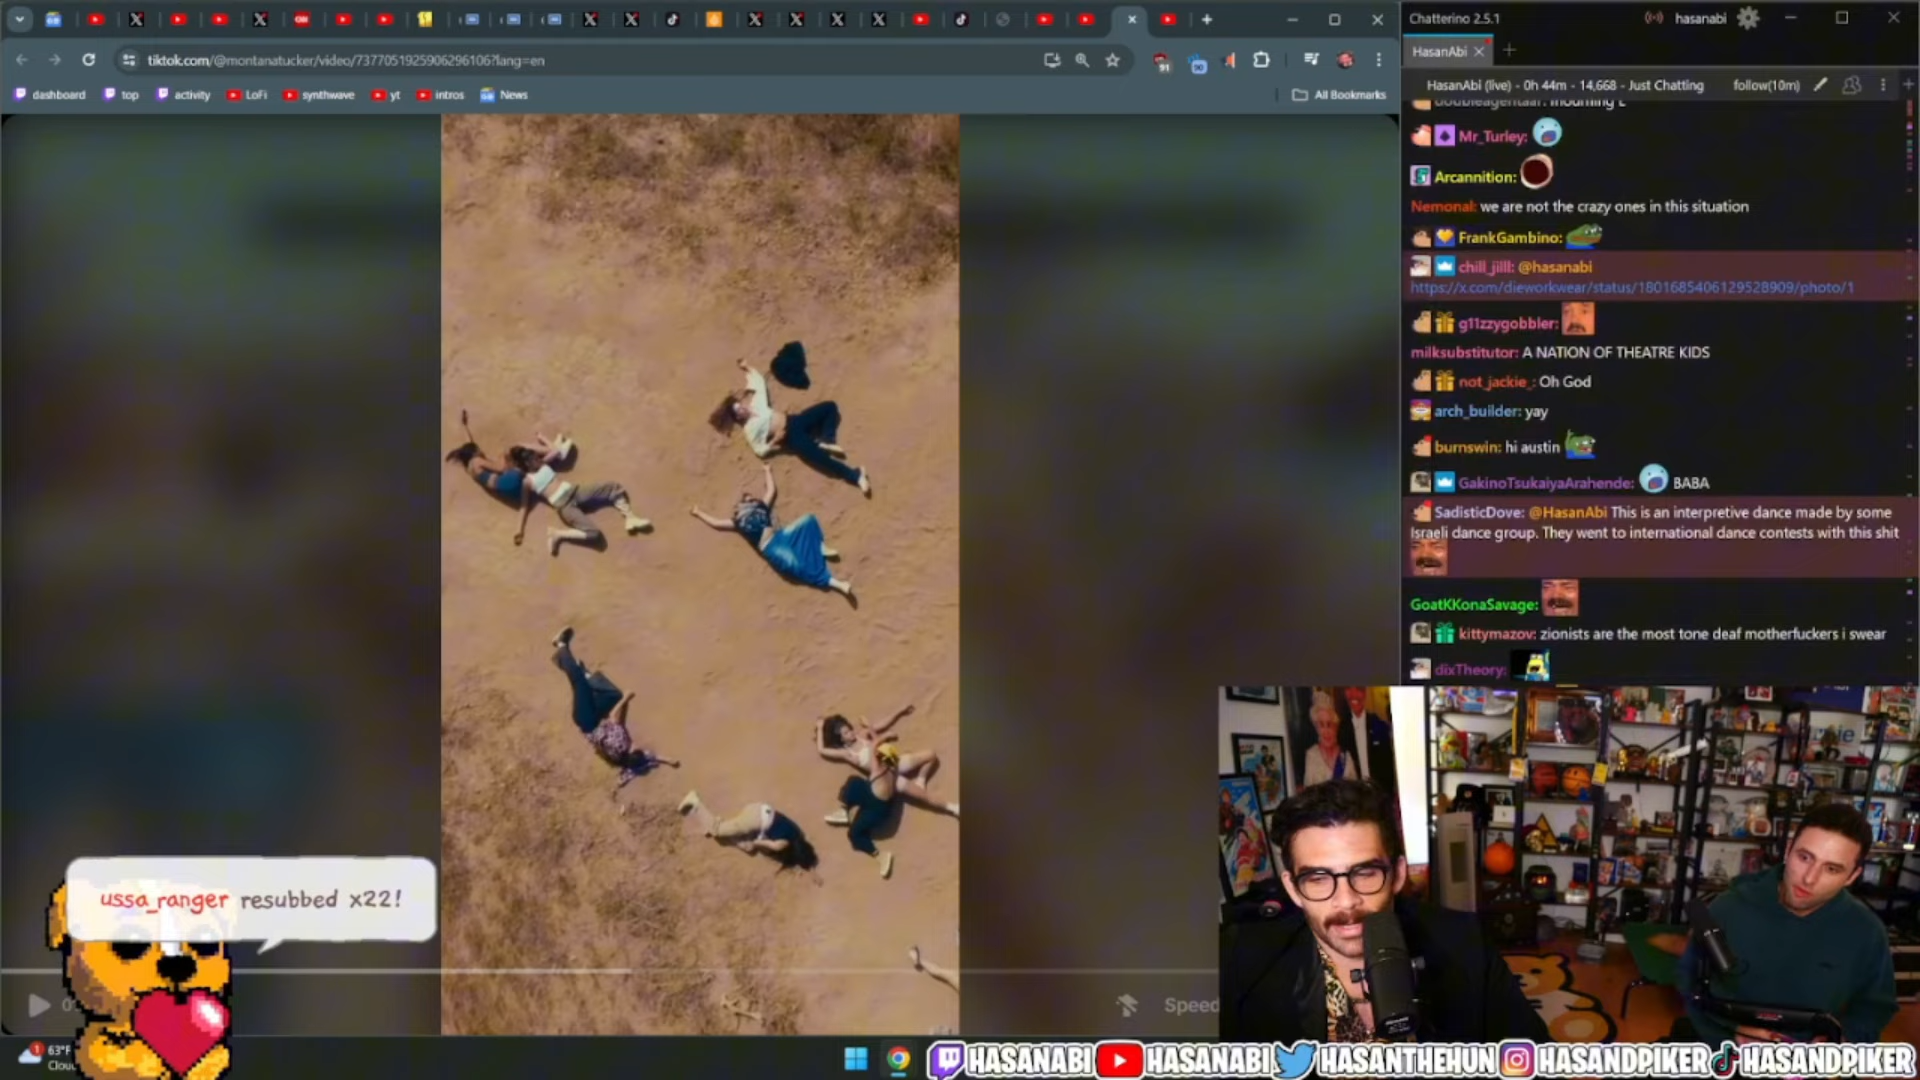 tiktok.com/@montanatucker/video/7377051925906296106?lang=en
91
90
dashboard
top
activity
LoFi
synthwave
yt
intros
News
All Bookmarks
Chatterino 2.5.1
hasanabi
HasanAbi
HasanAbi (live) - 0h 44m - 14,668 - Just Chatting
follow(10m)
Mr_Turley:
Arcannition:
Nemonal: we are not the crazy ones in this situation
FrankGambino:
chill_jilll: @hasanabi
https://x.com/dieworkwear/status/1801685406129528909/photo/1
g11zzygobbler:
milksubstitutor: A NATION OF THEATRE KIDS
not_jackie_: Oh God
arch_builder: yay
burnswin: hi austin
GakinoTsukaiyaArahende: BABA
SadisticDove: @HasanAbi This is an interpretive dance made by some
Israeli dance group. They went to international dance contests with this shit
GoatKKonaSavage:
kittymazov: zionists are the most tone deaf motherfuckers i swear
dixTheory:
ussa_ranger resubbed x22!
Speed
1
63°F
HASANABI
HASANABI
HASANTHEHUN
HASANDPIKER
HASANDPIKER